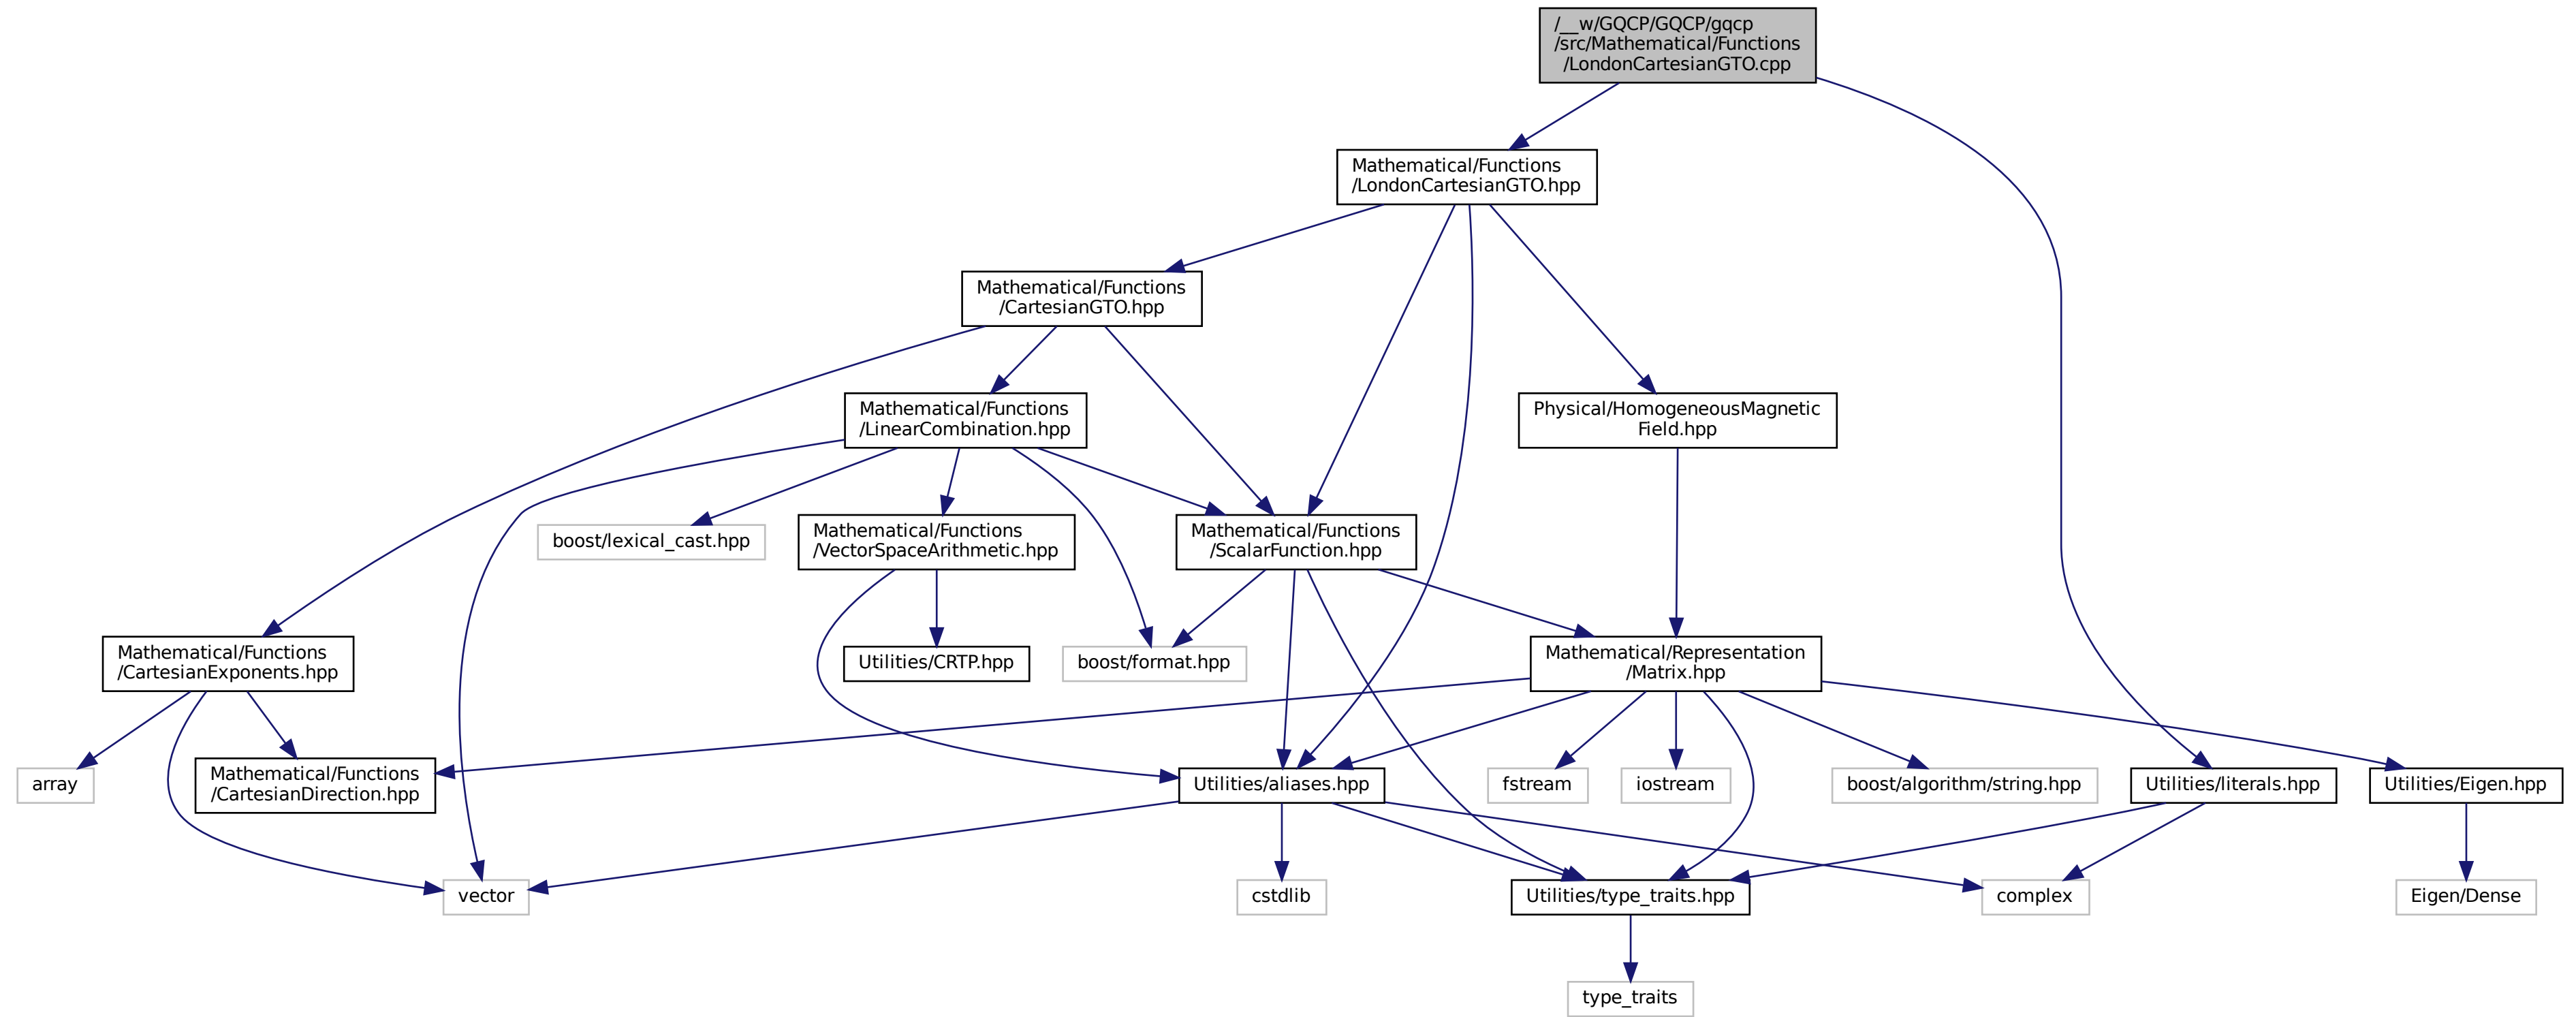 /__w/GQCP/GQCP/gqcp
/src/Mathematical/Functions
/LondonCartesianGTO.cpp
Mathematical/Functions
/LondonCartesianGTO.hpp
Mathematical/Functions
/CartesianGTO.hpp
Mathematical/Functions
/LinearCombination.hpp
Physical/HomogeneousMagnetic
Field.hpp
boost/lexical_cast.hpp
Mathematical/Functions
/VectorSpaceArithmetic.hpp
Mathematical/Functions
/ScalarFunction.hpp
Mathematical/Functions
/CartesianExponents.hpp
Utilities/CRTP.hpp
boost/format.hpp
Mathematical/Representation
/Matrix.hpp
array
Mathematical/Functions
/CartesianDirection.hpp
Utilities/aliases.hpp
fstream
iostream
boost/algorithm/string.hpp
Utilities/literals.hpp
Utilities/Eigen.hpp
vector
cstdlib
Utilities/type_traits.hpp
complex
Eigen/Dense
type_traits